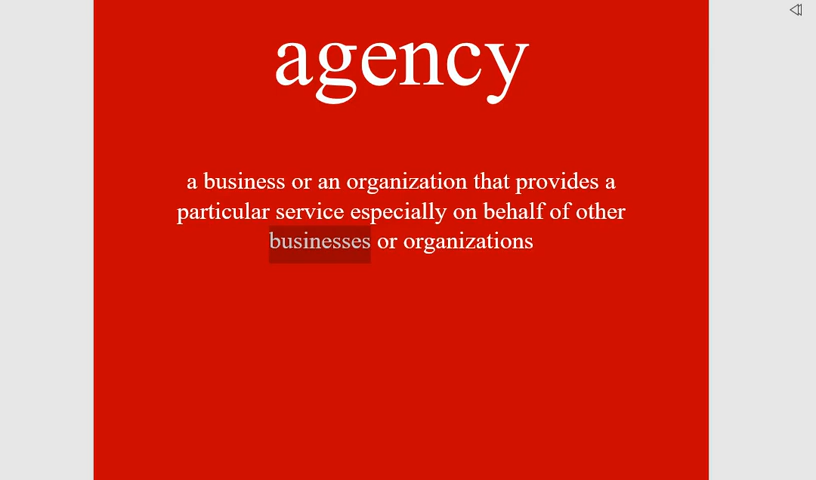 agency
a business or an organization that provides a
particular service especially on behalf of other
businesses or organizations